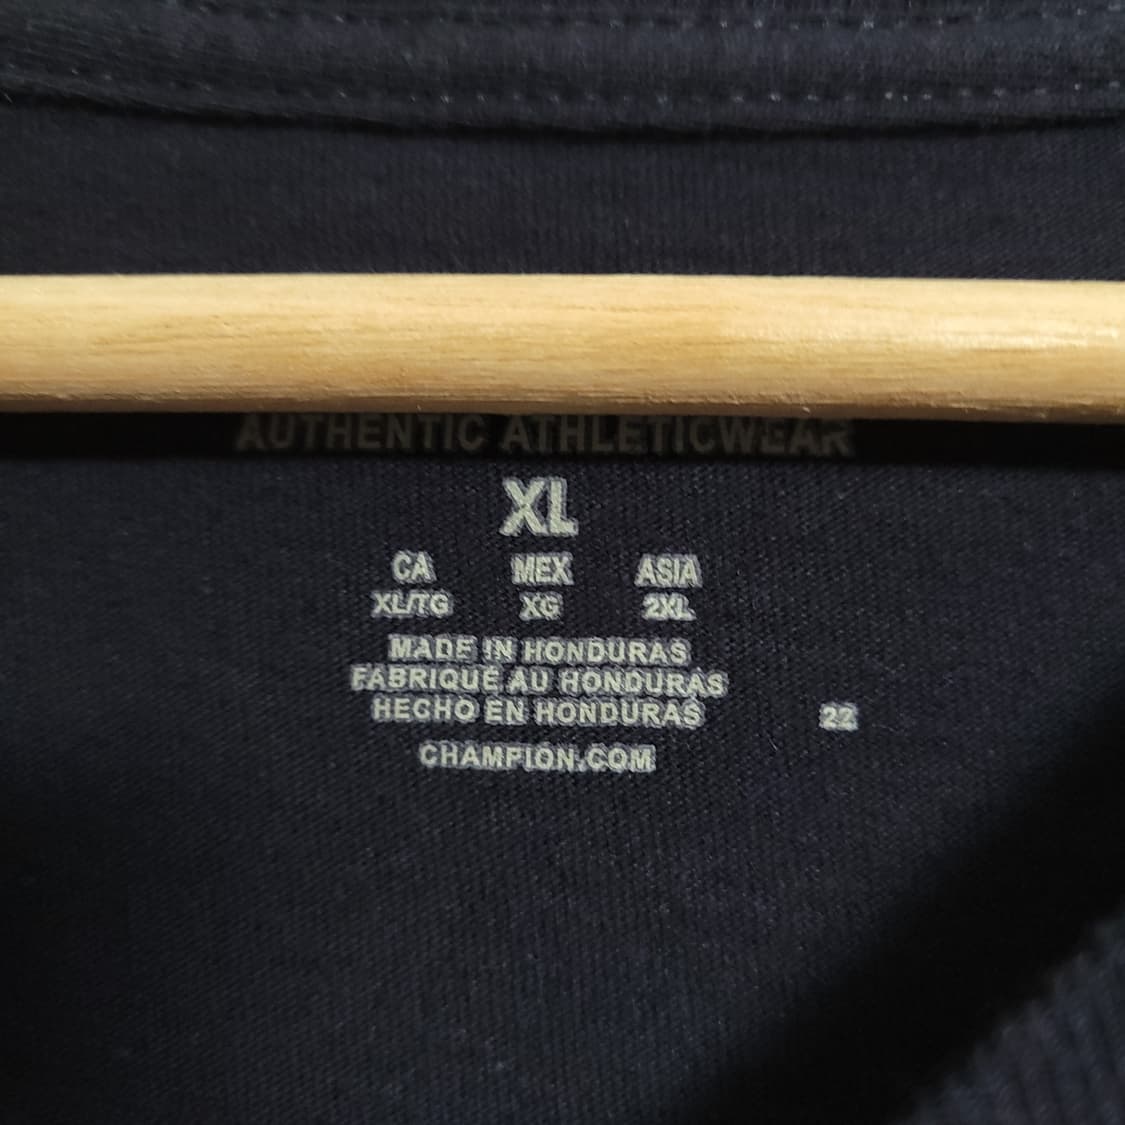 AUTHENTIC ATHLETICWEAR
XL
CA MEX ASIA
XL/TG XG 2XL
MADE IN HONDURAS
FABRIQUÉ AU HONDURAS
HECHO EN HONDURAS
22
CHAMPION.COM